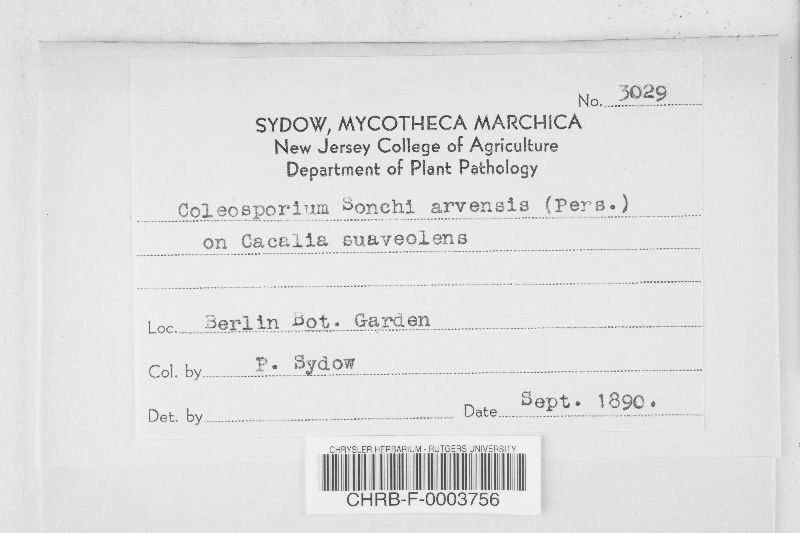 No. 3029
SYDOW, MYCOTHECA MARCHICA
New Jersey College of Agriculture
Department of Plant Pathology
Coleosporium Sonchi arvensis (Pers.)
on Cacalia suaveolens
Loc. Berlin Bot. Garden
Col. by P. Sydow
Det. by Date Sept. 1890.
CHRYSLER HERBARIUM - RUTGERS UNIVERSITY
CHRB-F-0003756